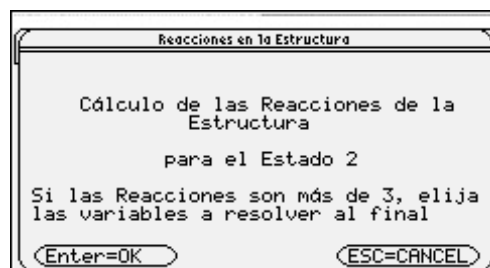 Reacciones en la Estructura
Cálculo de las Reacciones de la
Estructura
para el Estado 2
Si las Reacciones son más de 3, elija
las variables a resolver al final
Enter=OK
ESC=CANCEL